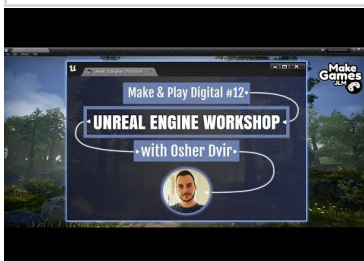 Make & Play Digital #12
UNREAL ENGINE WORKSHOP
with Osher Dvir
Make
Games
JLM